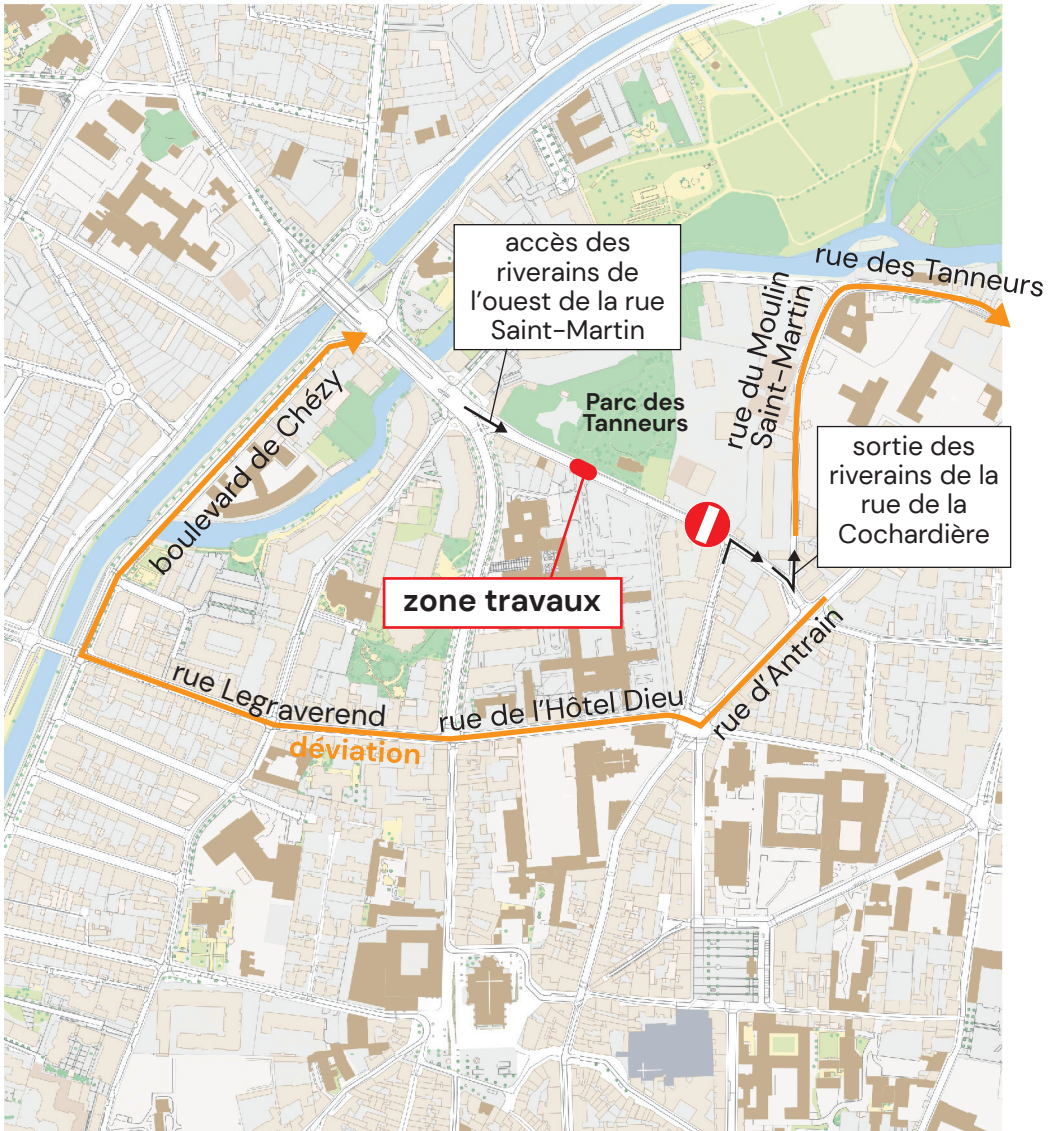 accès des
riverains de
l'ouest de la rue
Saint-Martin
rue des Tanneurs
rue du Moulin
Saint-Martin
Parc des
Tanneurs
boulevard de Chézy
sortie des
riverains de la
rue de la
Cochardière
zone travaux
rue Legraverend
déviation
rue de l'Hôtel Dieu
rue d'Antrain